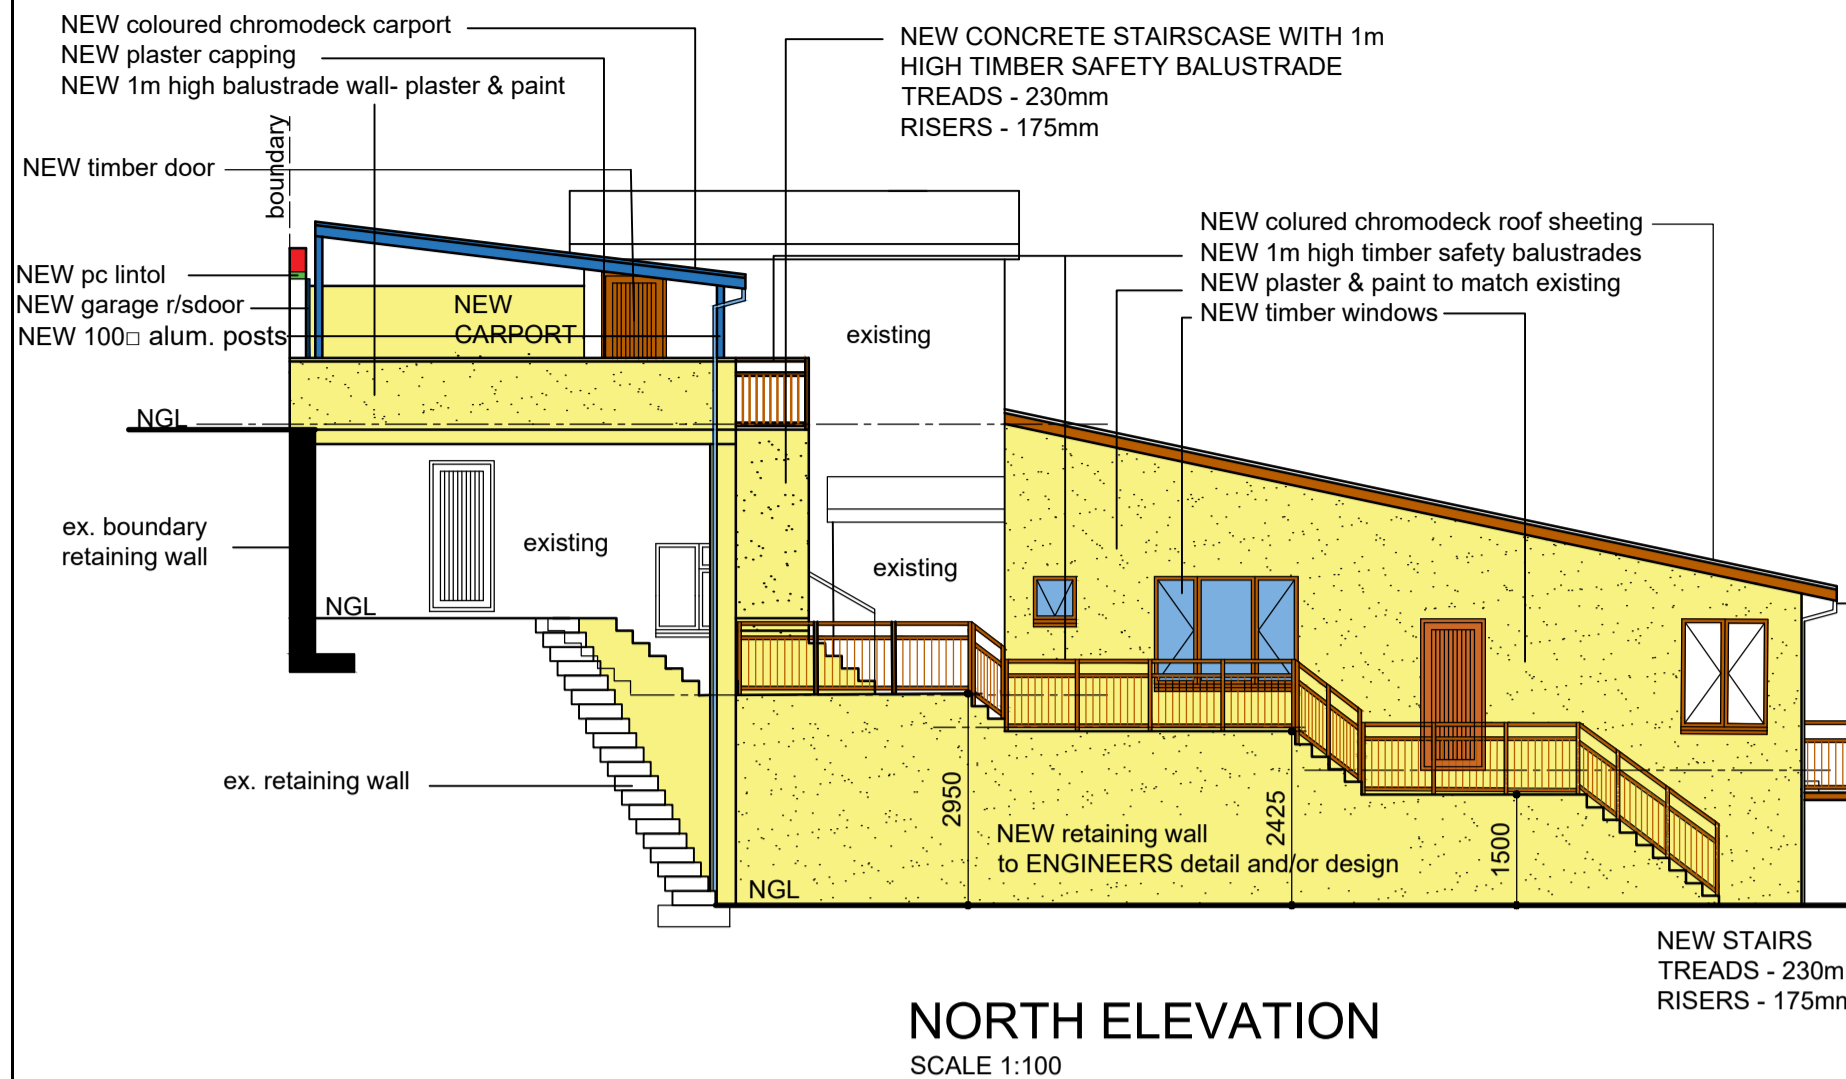 NEW coloured chromodeck carport
NEW plaster capping
NEW 1m high balustrade wall- plaster & paint
NEW CONCRETE STAIRSCASE WITH 1m
HIGH TIMBER SAFETY BALUSTRADE
TREADS - 230mm
RISERS - 175mm
boundary
NEW timber door
NEW colured chromodeck roof sheeting
NEW 1m high timber safety balustrades
NEW plaster & paint to match existing
NEW timber windows
NEW pc lintol
NEW garage r/sdoor
NEW 100□ alum. posts
NEW
CARPORT
existing
NGL
ex. boundary
retaining wall
existing
existing
NGL
ex. retaining wall
2950
2425
1500
NEW retaining wall
to ENGINEERS detail and/or design
NGL
NEW STAIRS
TREADS - 230m
RISERS - 175mm
NORTH ELEVATION
SCALE 1:100